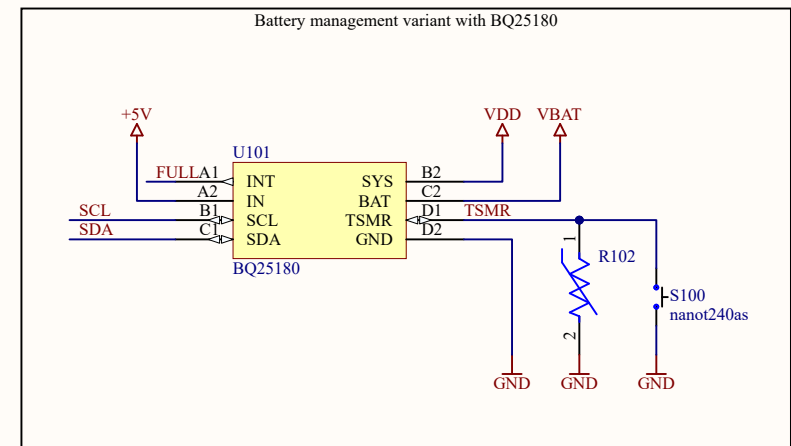 Battery management variant with BQ25180
+5V
VDD
VBAT
U101
FULL
A1
INT
SYS
B2
A2
IN
BAT
C2
SCL
B1
SCL
TSMR
D1
TSMR
SDA
C1
SDA
GND
D2
BQ25180
1
R102
2
S100
nanot240as
GND
GND
GND